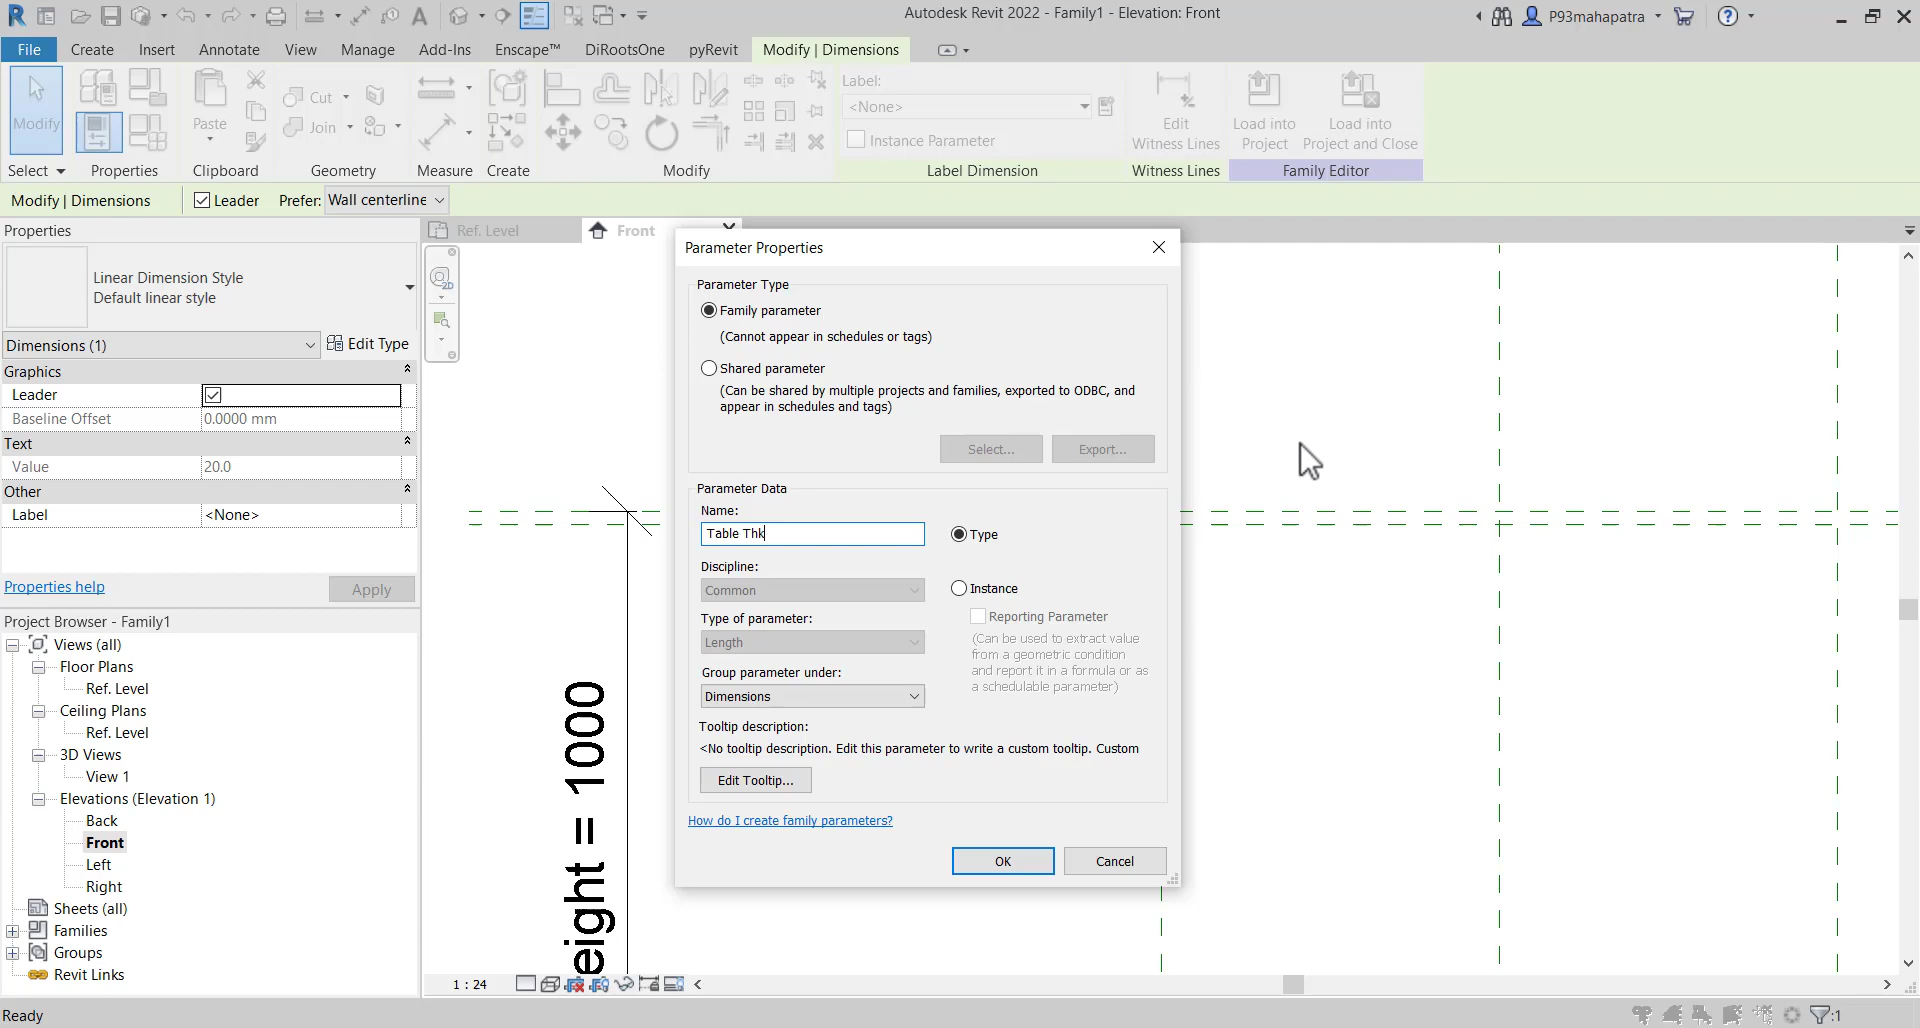 Autodesk Revit 2022 - Family1 - Elevation: Front
P93mahapatra
File Create Insert Annotate View Manage Add-Ins Enscape™ DiRootsOne pyRevit Modify | Dimensions
Modify
Paste
Cut
Join
Label:
<None>
Instance Parameter
Edit
Witness Lines
Load into
Project
Load into
Project and Close
Select Properties Clipboard Geometry Measure Create Modify Label Dimension Witness Lines Family Editor
Modify | Dimensions Leader Prefer: Wall centerline
Properties
Linear Dimension Style
Default linear style
Dimensions (1) Edit Type
Graphics
Leader
Baseline Offset 0.0000 mm
Text
Value 20.0
Other
Label <None>
Properties help Apply
Project Browser - Family1
Views (all)
Floor Plans
Ref. Level
Ceiling Plans
Ref. Level
3D Views
View 1
Elevations (Elevation 1)
Back
Front
Left
Right
Sheets (all)
Families
Groups
Revit Links
Ready
Ref. Level Front
2D
eight = 1000
1 : 24
Parameter Properties
Parameter Type
Family parameter
(Cannot appear in schedules or tags)
Shared parameter
(Can be shared by multiple projects and families, exported to ODBC, and
appear in schedules and tags)
Select... Export...
Parameter Data
Name:
Table Thk
Type
Discipline:
Common
Instance
Type of parameter:
Length
Reporting Parameter
(Can be used to extract value
from a geometric condition
and report it in a formula or as
a schedulable parameter)
Group parameter under:
Dimensions
Tooltip description:
<No tooltip description. Edit this parameter to write a custom tooltip. Custom
Edit Tooltip...
How do I create family parameters?
OK Cancel
:1